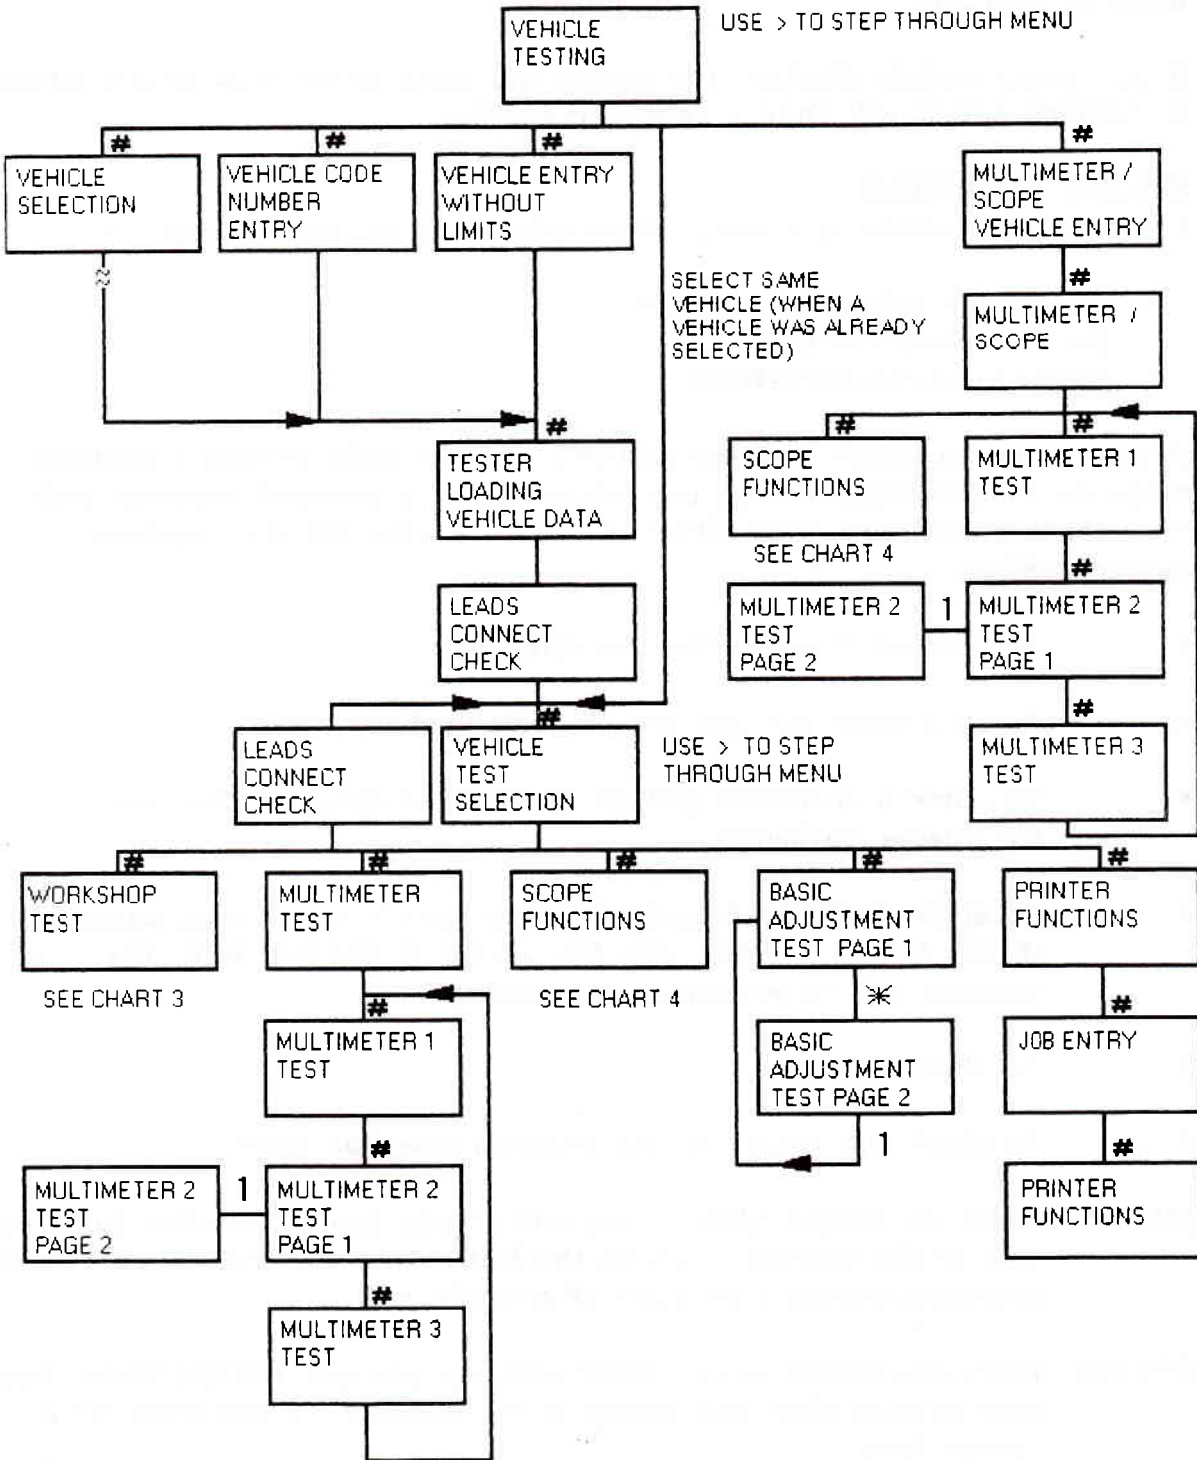 VEHICLE
TESTING
USE > TO STEP THROUGH MENU
#
#
#
#
VEHICLE
SELECTION
VEHICLE CODE
NUMBER
ENTRY
VEHICLE ENTRY
WITHOUT
LIMITS
MULTIMETER /
SCOPE
VEHICLE ENTRY
SELECT SAME
VEHICLE (WHEN A
VEHICLE WAS ALREADY
SELECTED)
#
MULTIMETER /
SCOPE
#
TESTER
LOADING
VEHICLE DATA
#
#
SCOPE
FUNCTIONS
MULTIMETER 1
TEST
SEE CHART 4
#
LEADS
CONNECT
CHECK
MULTIMETER 2
TEST
PAGE 2
1
MULTIMETER 2
TEST
PAGE 1
#
#
LEADS
CONNECT
CHECK
VEHICLE
TEST
SELECTION
USE > TO STEP
THROUGH MENU
MULTIMETER 3
TEST
#
#
#
#
#
WORKSHOP
TEST
MULTIMETER
TEST
SCOPE
FUNCTIONS
BASIC
ADJUSTMENT
TEST PAGE 1
PRINTER
FUNCTIONS
SEE CHART 3
SEE CHART 4
#
*
#
MULTIMETER 1
TEST
BASIC
ADJUSTMENT
TEST PAGE 2
JOB ENTRY
#
1
#
MULTIMETER 2
TEST
PAGE 2
1
MULTIMETER 2
TEST
PAGE 1
PRINTER
FUNCTIONS
#
MULTIMETER 3
TEST